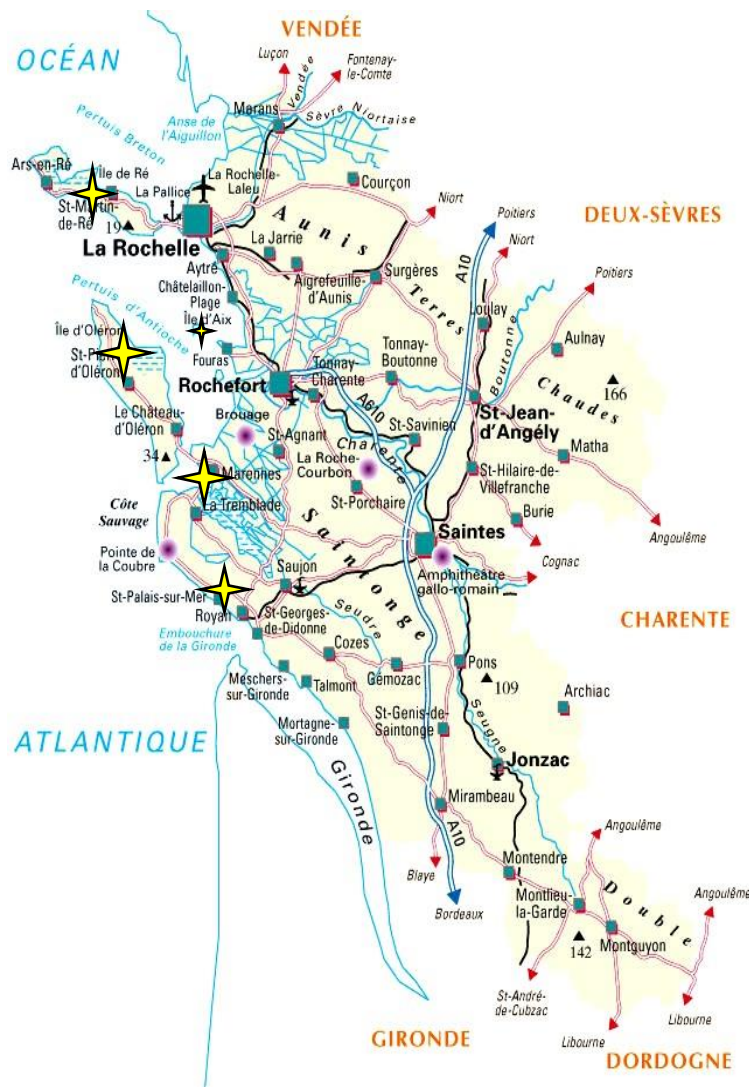 VENDÉE
OCÉAN
Luçon
Fontenay-
le-Comte
Vendée
Marans
Sèvre Niortaise
Anse de
l'Aiguillon
Pertuis Breton
Ars-en-Ré
Île de Ré
La Rochelle-
Laleu
La Pallice
Courçon
St-Martin-
de-Ré
19
Niort
Poitiers
DEUX-SÈVRES
La Rochelle
Aunis
La Jarrie
Niort
A10
Aytré
Surgères
Poitiers
Châtelaillon-
Plage
Aigrefeuille-
d'Aunis
Terres
Pertuis d'Antioche
Île d'Aix
Loulay
Boutonne
Île d'Oléron
Fouras
Tonnay-
Boutonne
Aulnay
d'Oléron
Rochefort
Tonnay-
Charente
166
Chaudes
A610
St-Jean-
d'Angély
Le Château-
d'Oléron
Brouage
St-Agnant
Charente
St-Savinien
Matha
34
Marennes
La Roche-
Courbon
St-Hilaire-de-
Villefranche
St-Porchaire
Côte
Sauvage
La Tremblade
Burie
Saintonge
Saintes
Angoulême
Pointe de
la Coubre
Cognac
Saujon
Amphithéâtre
gallo-romain
St-Palais-sur-Mer
Royan
St-Georges-
de-Didonne
Seudre
CHARENTE
Embouchure
de la Gironde
Cozes
Gémozac
Pons
Meschers-
sur-Gironde
Talmont
109
Archiac
St-Genis-de-
Saintonge
Mortagne-
sur-Gironde
Seugne
ATLANTIQUE
Jonzac
Gironde
Mirambeau
A10
Angoulême
Blaye
Montendre
Bordeaux
Montlieu-
la-Garde
Double
Angoulême
142
Montguyon
St-André-
de-Cubzac
Libourne
Libourne
GIRONDE
DORDOGNE